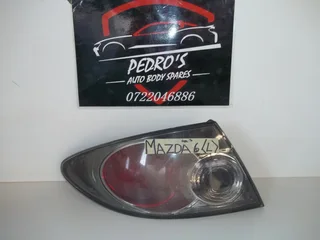 PEDRO'S
AUTO BODY SPARES
0722046886
MAZDA 6 (L)